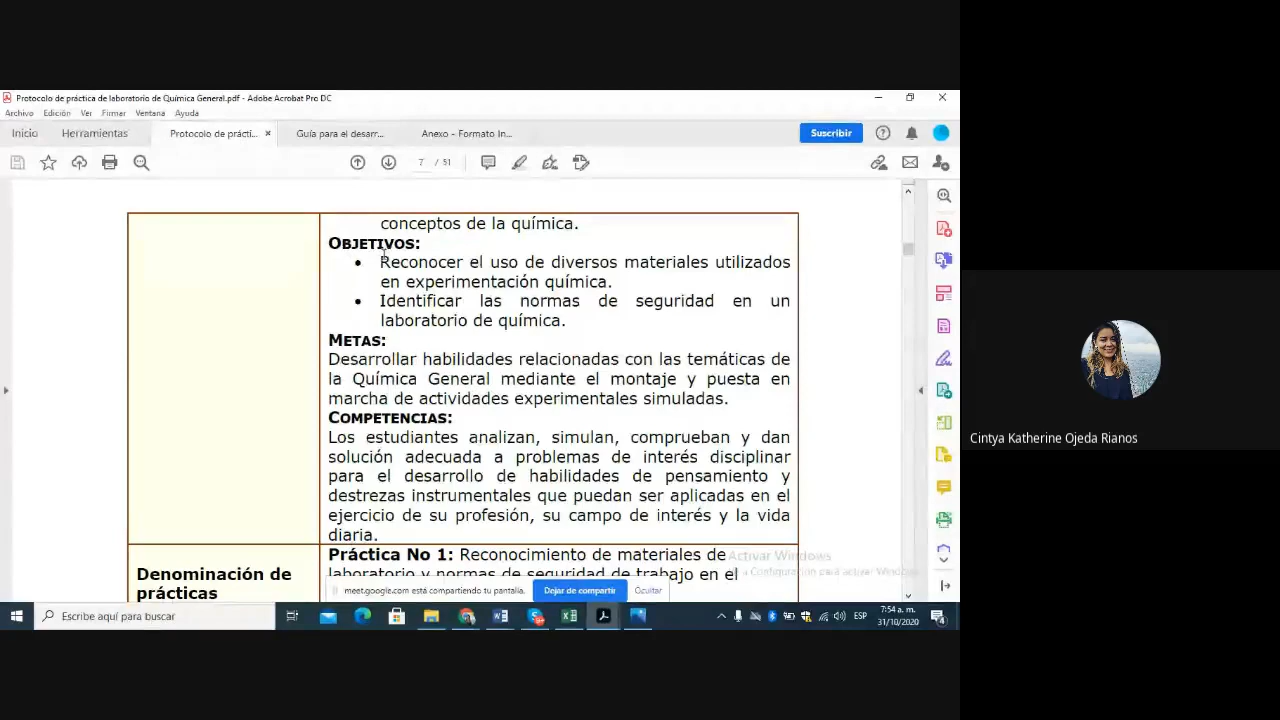 Protocolo de práctica de laboratorio de Química General.pdf - Adobe Acrobat Pro DC
Archivo Edición Ver Firmar Ventana Ayuda
Inicio Herramientas Protocolo de prácti... × Guía para el desarr... Anexo - Formato In... Suscribir
7 / 51
conceptos de la química.
OBJETIVOS:
• Reconocer el uso de diversos materiales utilizados
en experimentación química.
• Identificar las normas de seguridad en un
laboratorio de química.
METAS:
Desarrollar habilidades relacionadas con las temáticas de
la Química General mediante el montaje y puesta en
marcha de actividades experimentales simuladas.
COMPETENCIAS:
Los estudiantes analizan, simulan, comprueban y dan
solución adecuada a problemas de interés disciplinar
para el desarrollo de habilidades de pensamiento y
destrezas instrumentales que puedan ser aplicadas en el
ejercicio de su profesión, su campo de interés y la vida
diaria.
Denominación de
prácticas
Práctica No 1: Reconocimiento de materiales de
laboratorio y normas de seguridad de trabajo en el
Activar Windows
Configuración para activar Windows
meet.google.com está compartiendo tu pantalla. Dejar de compartir Ocultar
Escribe aquí para buscar
ESP
7:54 a. m.
31/10/2020
4
Cintya Katherine Ojeda Rianos